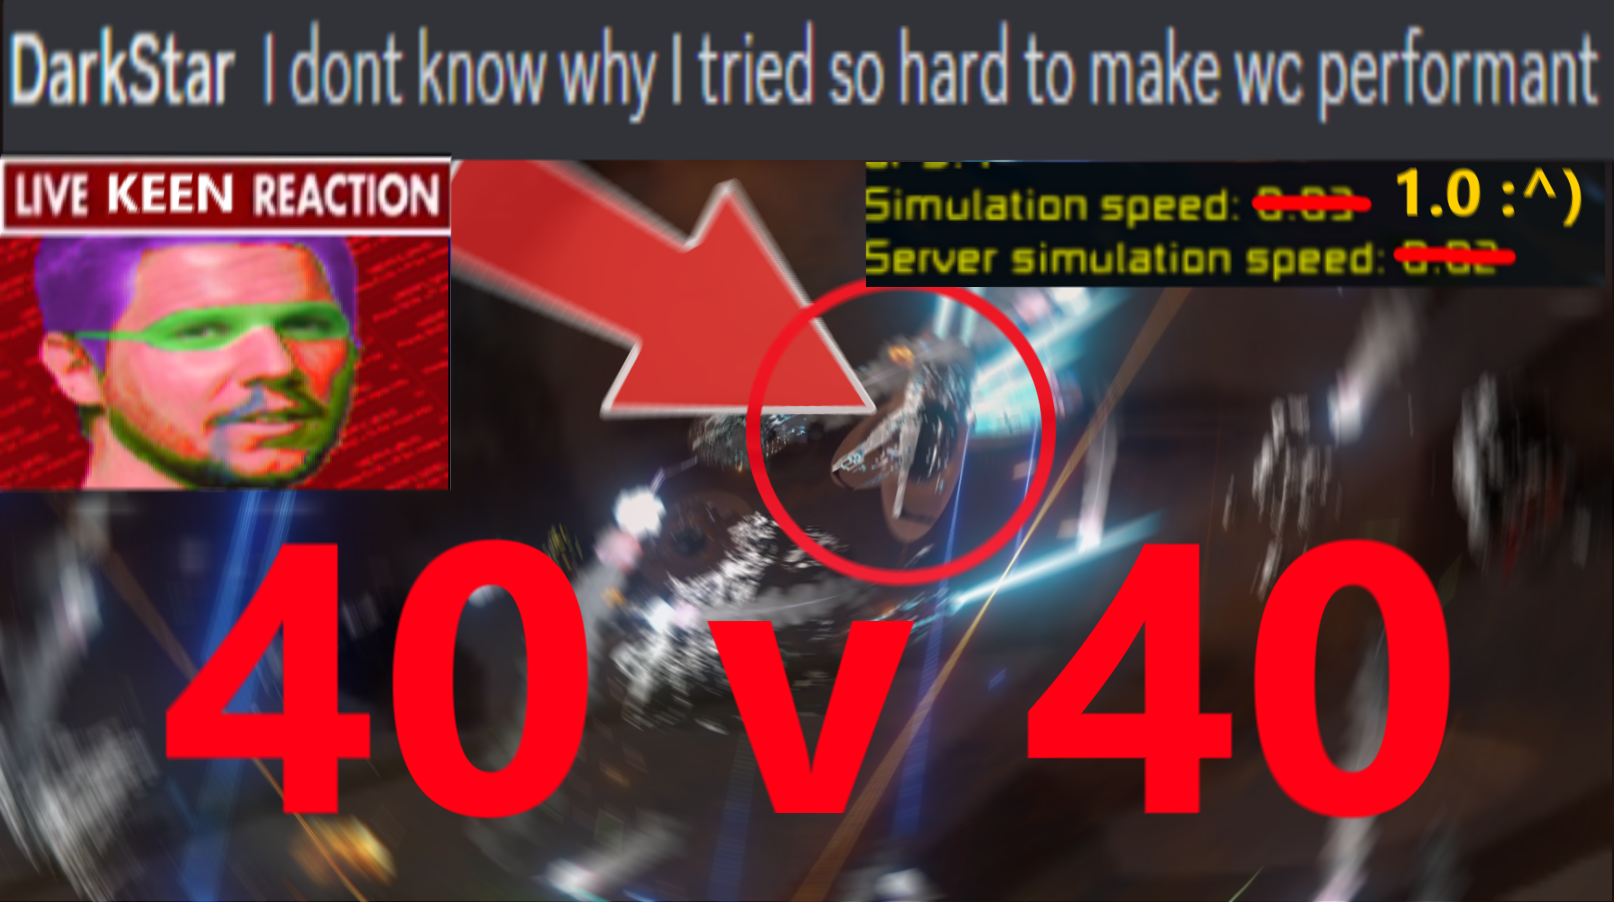 DarkStar I dont know why I tried so hard to make wc performant
LIVE KEEN REACTION
Simulation speed: 0.03 1.0 :^)
Server simulation speed: 0.02
40 v 40